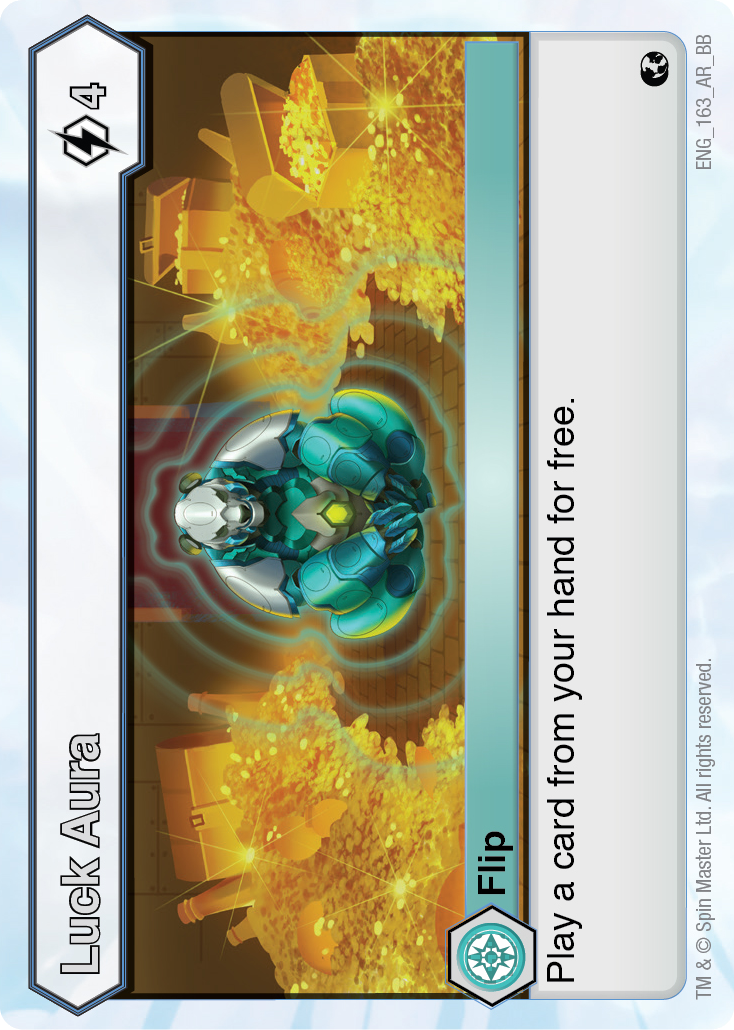 Luck Aura
4
Flip
Play a card from your hand for free.
TM & © Spin Master Ltd. All rights reserved.
ENG_163_AR_BB